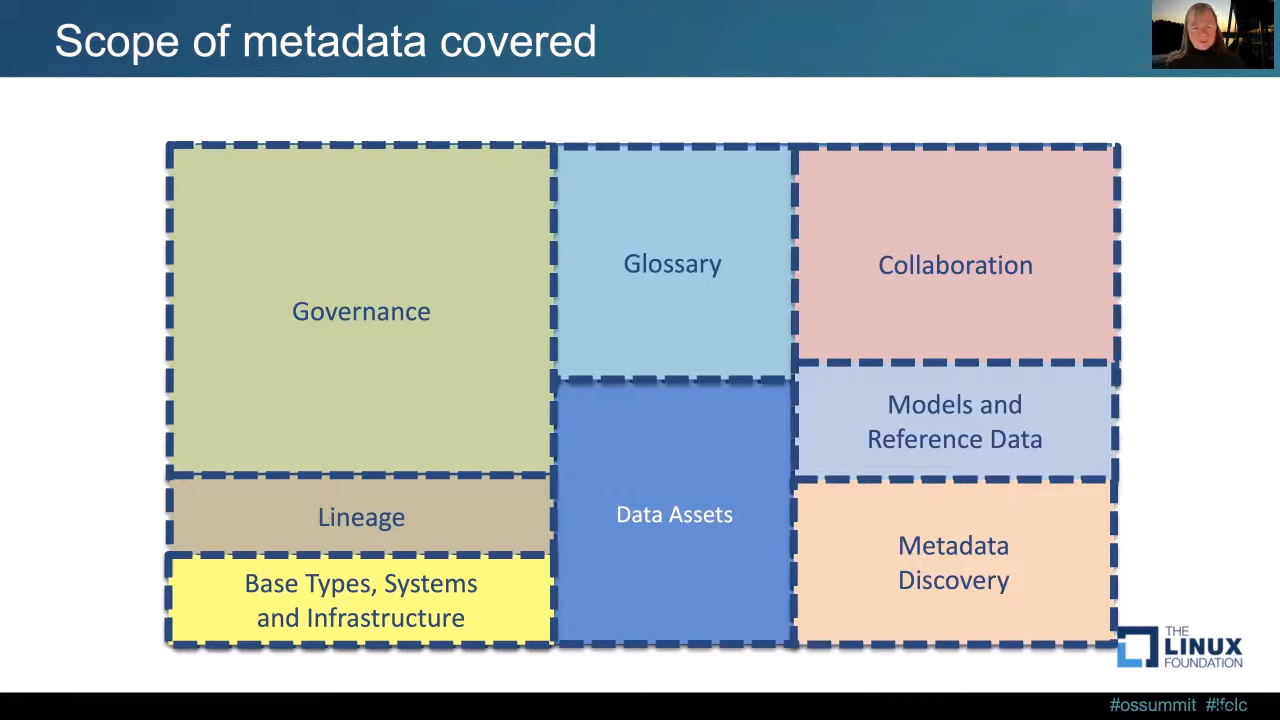 Scope of metadata covered
Governance
Glossary
Collaboration
Models and
Reference Data
Lineage
Data Assets
Metadata
Discovery
Base Types, Systems
and Infrastructure
THE
LINUX
FOUNDATION
#ossummit #lfelc